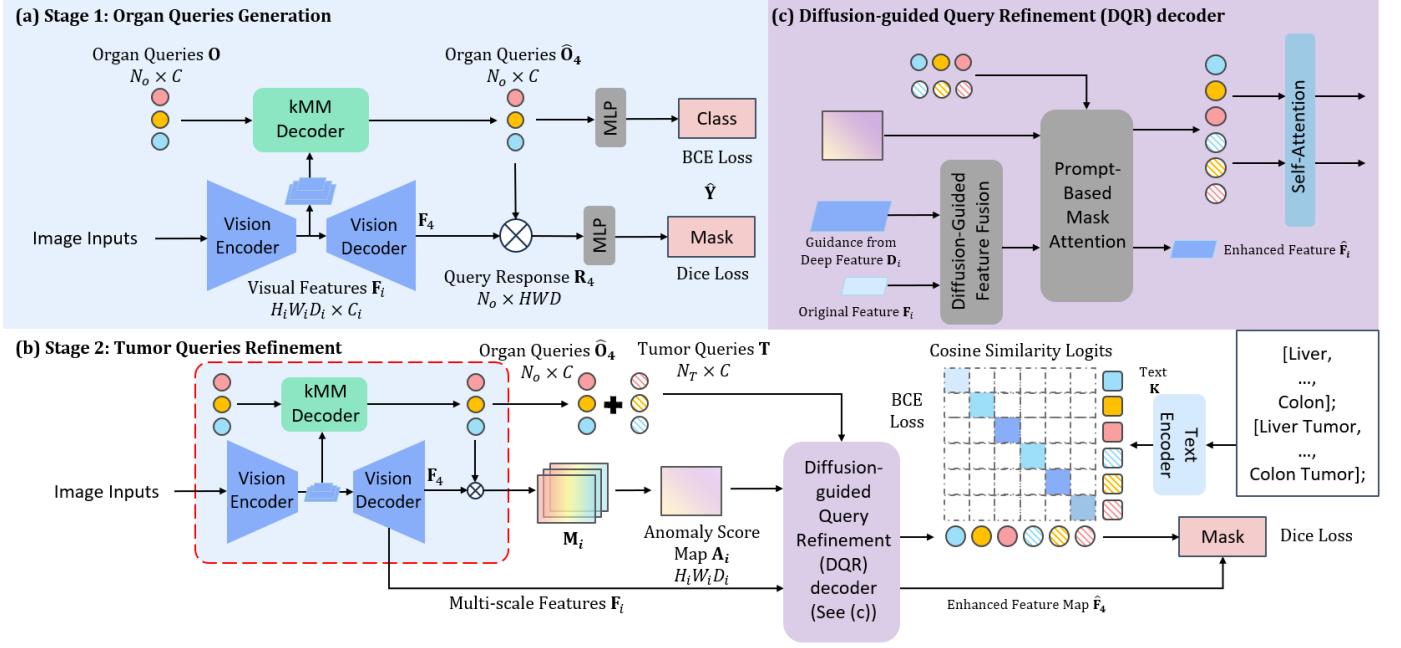 (a) Stage 1: Organ Queries Generation
Organ Queries O
N_o × C
kMM
Decoder
Organ Queries Ô₄
N_o × C
MLP
Class
BCE Loss
Ŷ
Image Inputs
Vision
Encoder
Vision
Decoder
F₄
MLP
Mask
Dice Loss
Visual Features F_i
H_iW_iD_i × C_i
Query Response R₄
N_o × HWD
(c) Diffusion-guided Query Refinement (DQR) decoder
Guidance from
Deep Feature D_i
Original Feature F_i
Diffusion-Guided
Feature Fusion
Prompt-
Based
Mask
Attention
Self-Attention
Enhanced Feature F̂_i
(b) Stage 2: Tumor Queries Refinement
Organ Queries Ô₄
N_o × C
Tumor Queries T
N_T × C
kMM
Decoder
Image Inputs
Vision
Encoder
Vision
Decoder
F₄
M_i
Anomaly Score
Map A_i
H_iW_iD_i
Multi-scale Features F_i
Diffusion-
guided
Query
Refinement
(DQR)
decoder
(See (c))
Cosine Similarity Logits
BCE
Loss
Text
K
Text
Encoder
[Liver,
...,
Colon];
[Liver Tumor,
...,
Colon Tumor];
Mask
Dice Loss
Enhanced Feature Map F̂₄